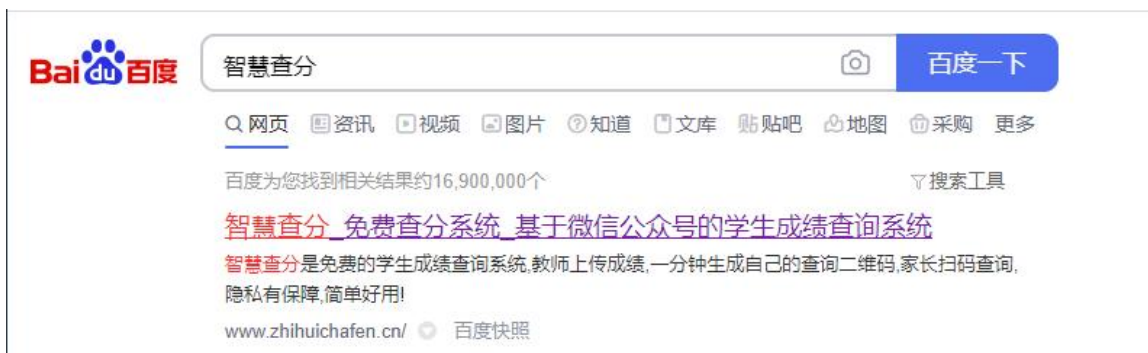 Bai du 百度
智慧查分
百度一下
网页 资讯 视频 图片 知道 文库 贴吧 地图 采购 更多
百度为您找到相关结果约16,900,000个
搜索工具
智慧查分_免费查分系统_基于微信公众号的学生成绩查询系统
智慧查分是免费的学生成绩查询系统,教师上传成绩,一分钟生成自己的查询二维码,家长扫码查询,
隐私有保障,简单好用!
www.zhihuichafen.cn/ 百度快照